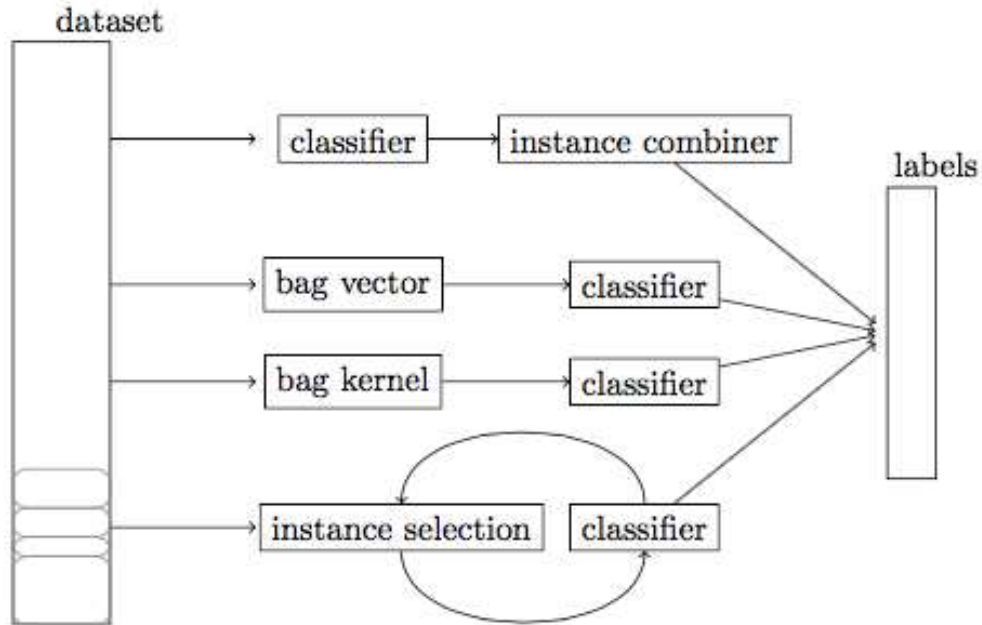 dataset
classifier
instance combiner
labels
bag vector
classifier
bag kernel
classifier
instance selection
classifier